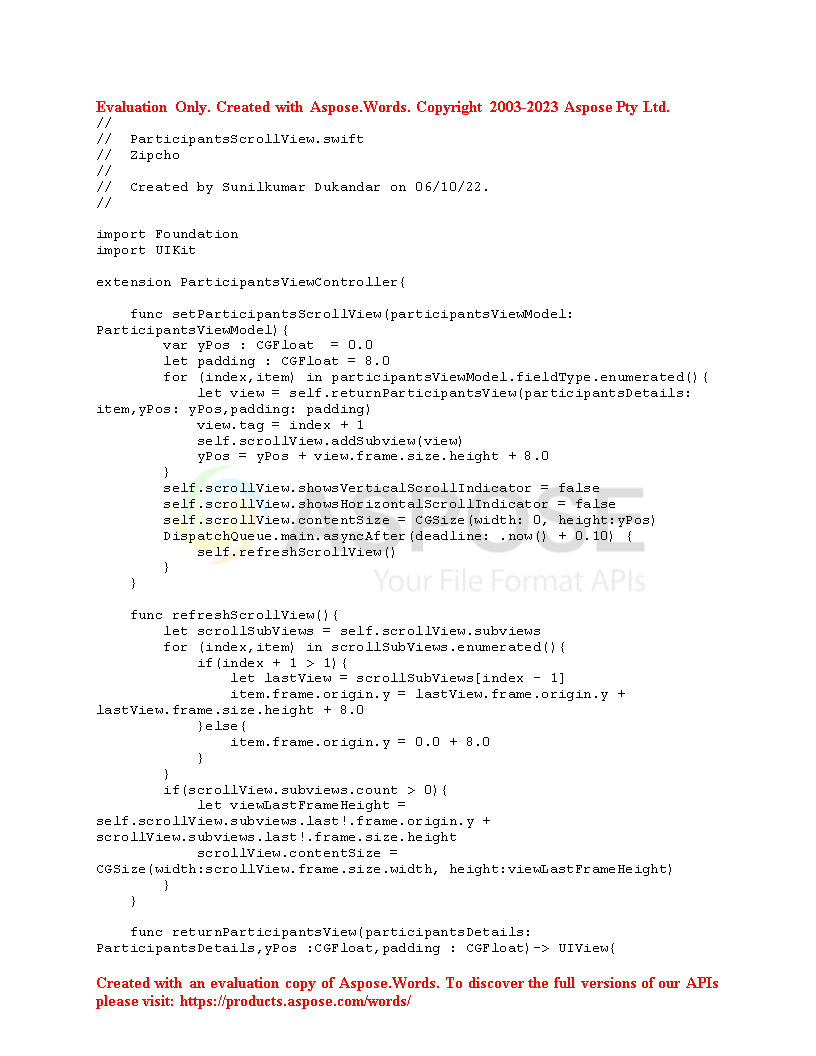 Evaluation Only. Created with Aspose.Words. Copyright 2003-2023 Aspose Pty Ltd.
//
//  ParticipantsScrollView.swift
//  Zipcho
//
//  Created by Sunilkumar Dukandar on 06/10/22.
//

import Foundation
import UIKit

extension ParticipantsViewController{

    func setParticipantsScrollView(participantsViewModel:
ParticipantsViewModel){
        var yPos : CGFloat  = 0.0
        let padding : CGFloat = 8.0
        for (index,item) in participantsViewModel.fieldType.enumerated(){
            let view = self.returnParticipantsView(participantsDetails:
item,yPos: yPos,padding: padding)
            view.tag = index + 1
            self.scrollView.addSubview(view)
            yPos = yPos + view.frame.size.height + 8.0
        }
        self.scrollView.showsVerticalScrollIndicator = false
        self.scrollView.showsHorizontalScrollIndicator = false
        self.scrollView.contentSize = CGSize(width: 0, height:yPos)
        DispatchQueue.main.asyncAfter(deadline: .now() + 0.10) {
            self.refreshScrollView()
        }
    }
ASPOSE
Your File Format APIs

    func refreshScrollView(){
        let scrollSubViews = self.scrollView.subviews
        for (index,item) in scrollSubViews.enumerated(){
            if(index + 1 > 1){
                let lastView = scrollSubViews[index - 1]
                item.frame.origin.y = lastView.frame.origin.y +
lastView.frame.size.height + 8.0
            }else{
                item.frame.origin.y = 0.0 + 8.0
            }
        }
        if(scrollView.subviews.count > 0){
            let viewLastFrameHeight =
self.scrollView.subviews.last!.frame.origin.y +
scrollView.subviews.last!.frame.size.height
            scrollView.contentSize =
CGSize(width:scrollView.frame.size.width, height:viewLastFrameHeight)
        }
    }

    func returnParticipantsView(participantsDetails:
ParticipantsDetails,yPos :CGFloat,padding : CGFloat)-> UIView{

Created with an evaluation copy of Aspose.Words. To discover the full versions of our APIs
please visit: https://products.aspose.com/words/